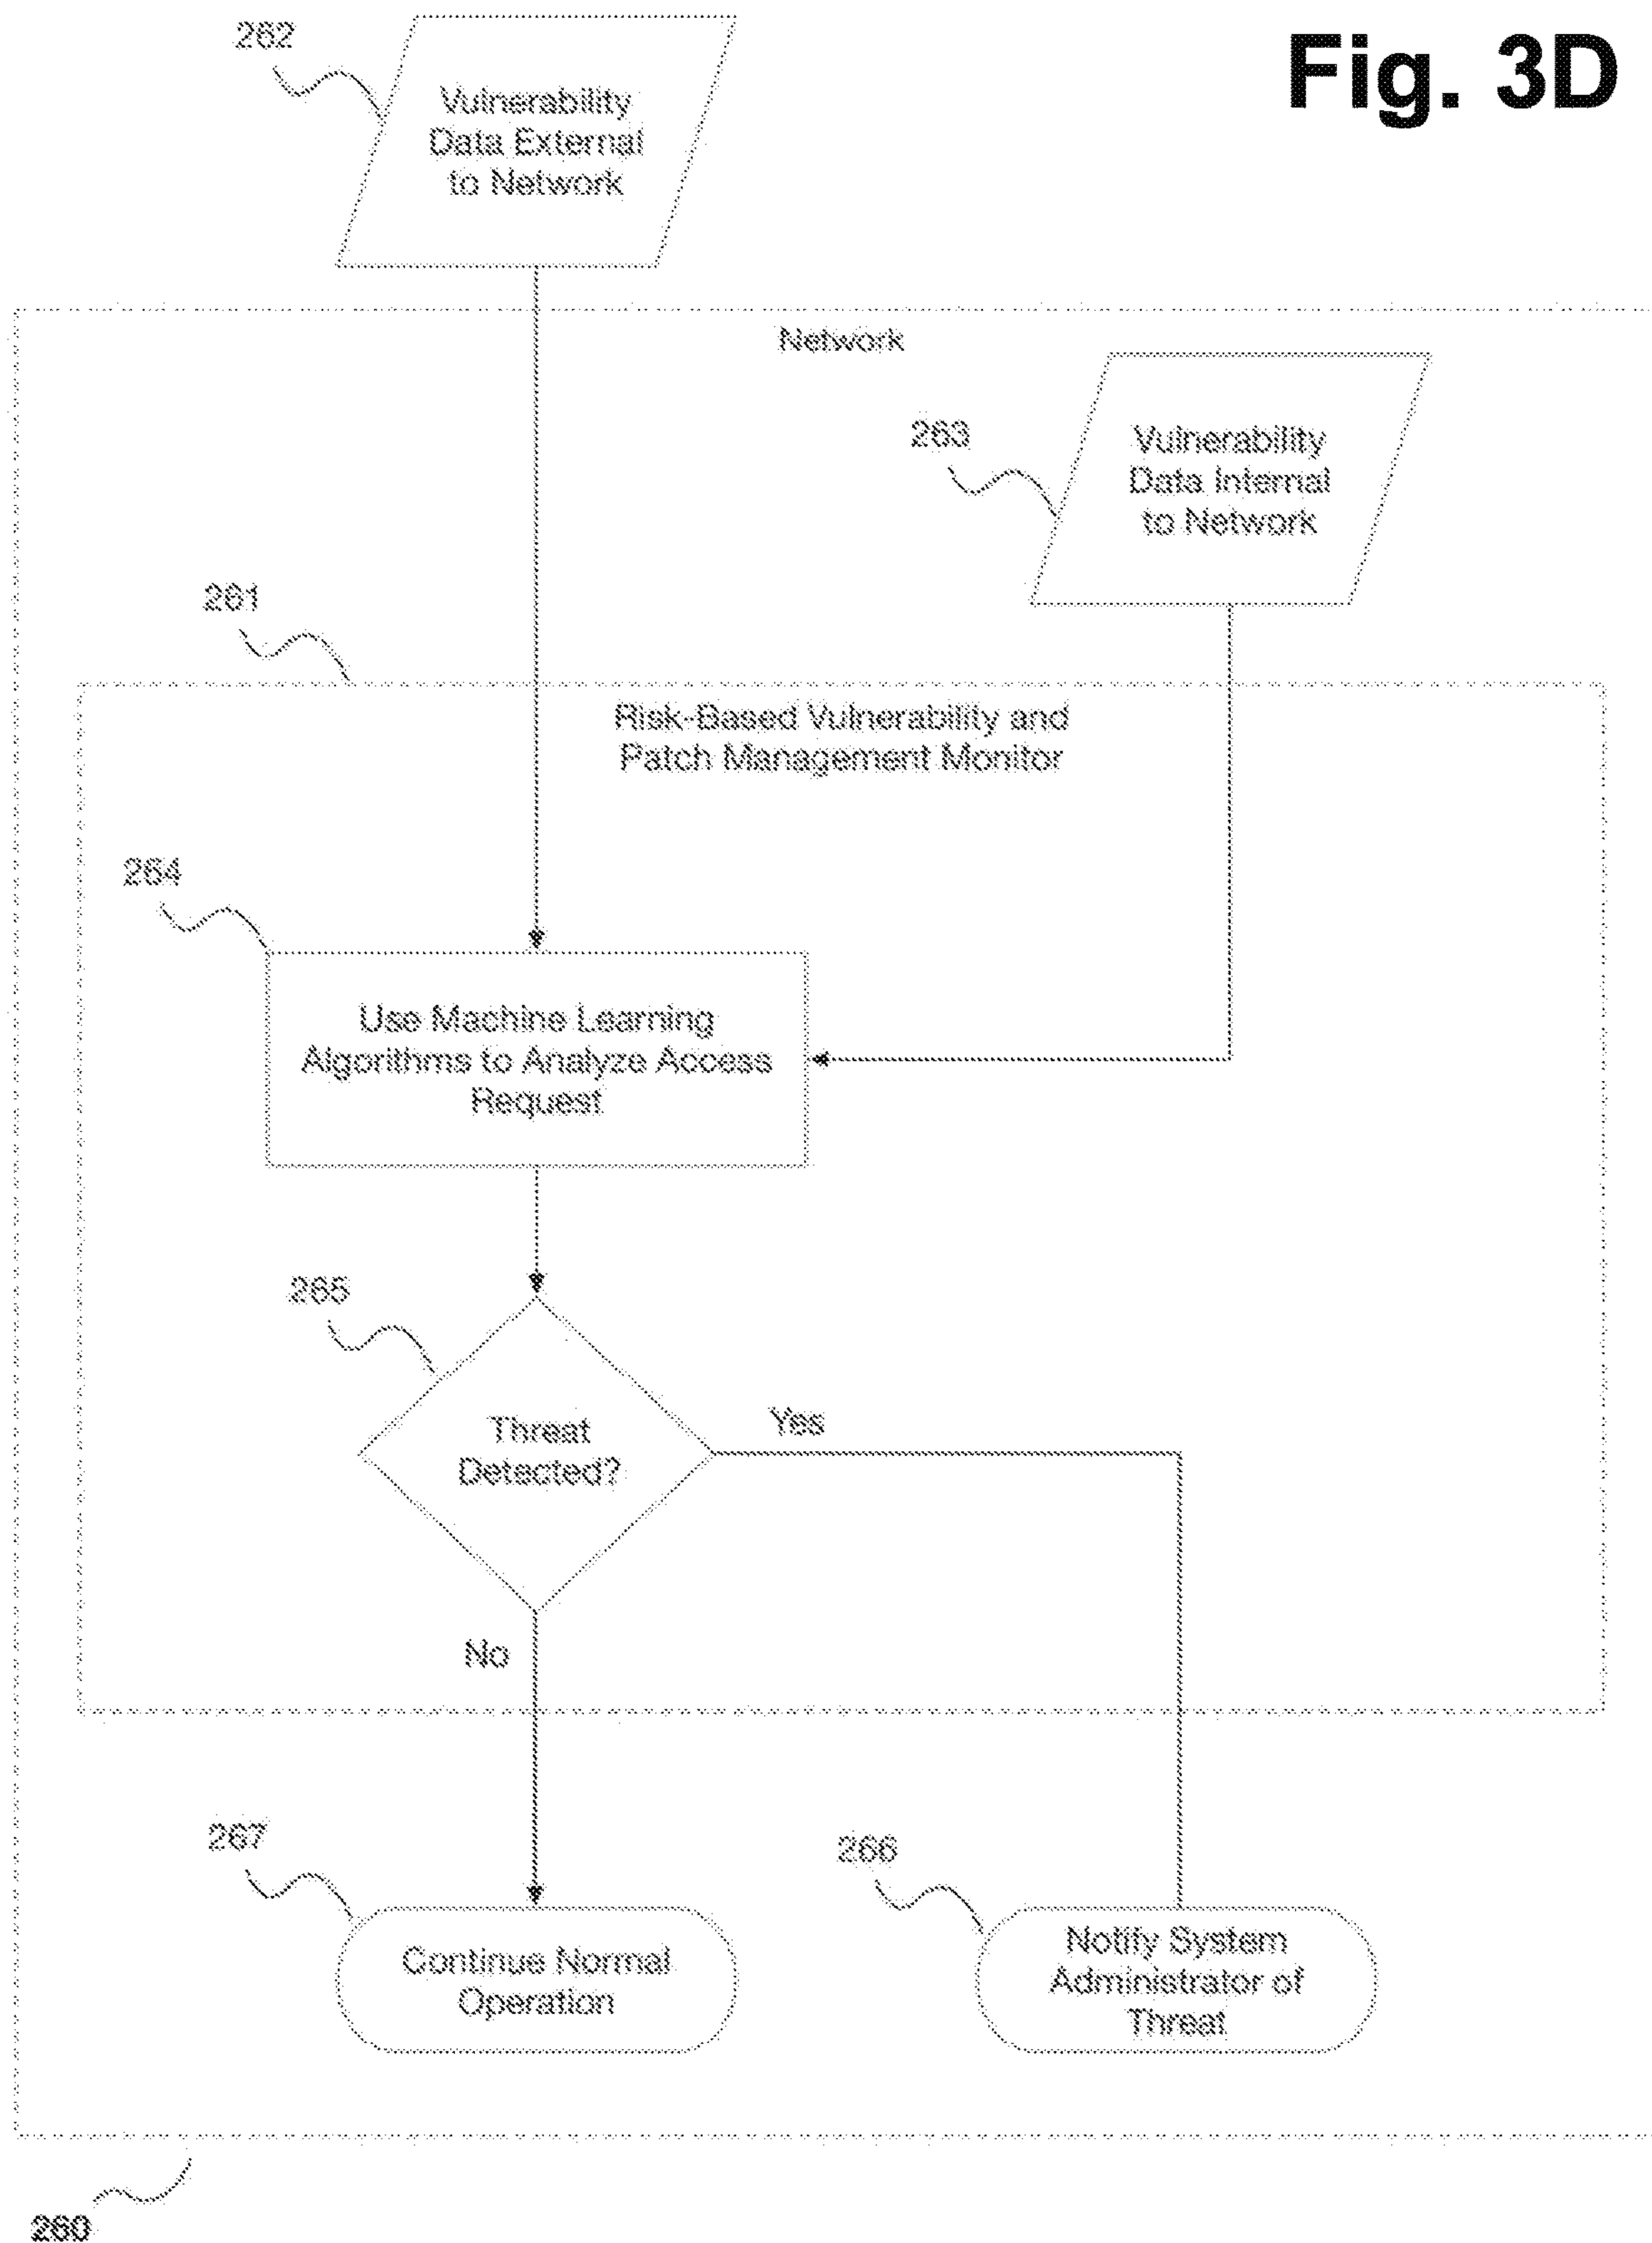 Fig. 3D
262
Vulnerability
Data External
to Network
Network
263
Vulnerability
Data Internal
to Network
261
Risk-Based Vulnerability and
Patch Management Monitor
264
Use Machine Learning
Algorithms to Analyze Access
Request
265
Threat
Detected?
Yes
No
267
Continue Normal
Operation
266
Notify System
Administrator of
Threat
260